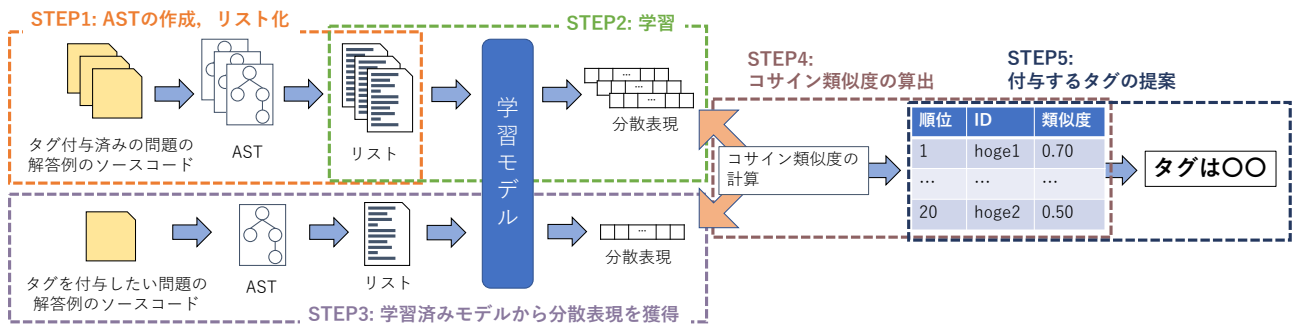 STEP1: ASTの作成，リスト化
STEP2: 学習
タグ付与済みの問題の
解答例のソースコード
AST
リスト
学習モデル
...
...
...
分散表現
タグを付与したい問題の
解答例のソースコード
AST
リスト
...
分散表現
STEP3: 学習済みモデルから分散表現を獲得
STEP4:
コサイン類似度の算出
コサイン類似度の
計算
STEP5:
付与するタグの提案
順位 ID 類似度
1 hoge1 0.70
... ... ...
20 hoge2 0.50
タグは〇〇